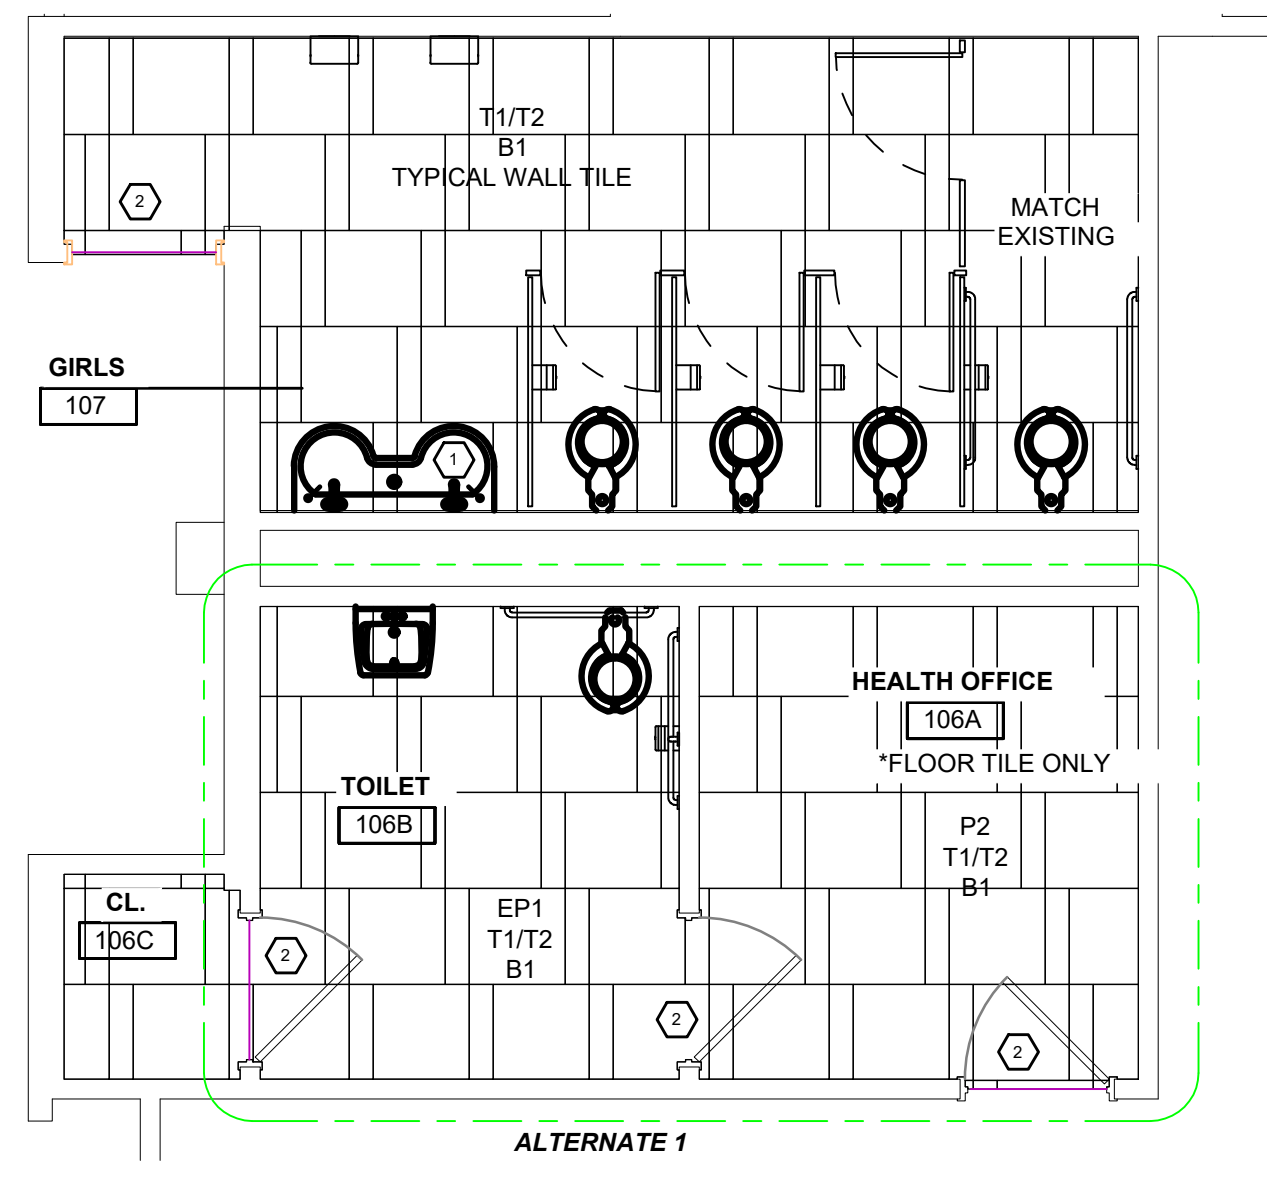 T1/T2
B1
TYPICAL WALL TILE
2
MATCH
EXISTING
GIRLS
107
1
HEALTH OFFICE
106A
*FLOOR TILE ONLY
TOILET
106B
P2
T1/T2
B1
CL.
106C
EP1
T1/T2
B1
2
2
2
ALTERNATE 1